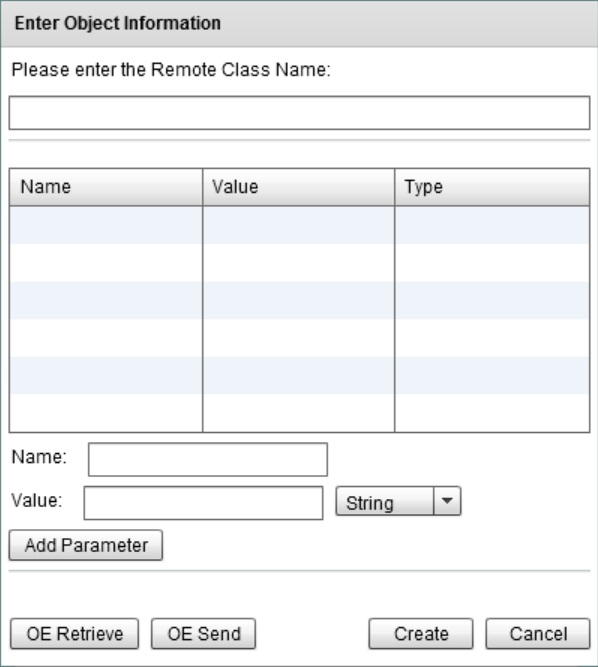 Enter Object Information
Please enter the Remote Class Name:
Name Value Type
Name:
Value: String
Add Parameter
OE Retrieve OE Send Create Cancel